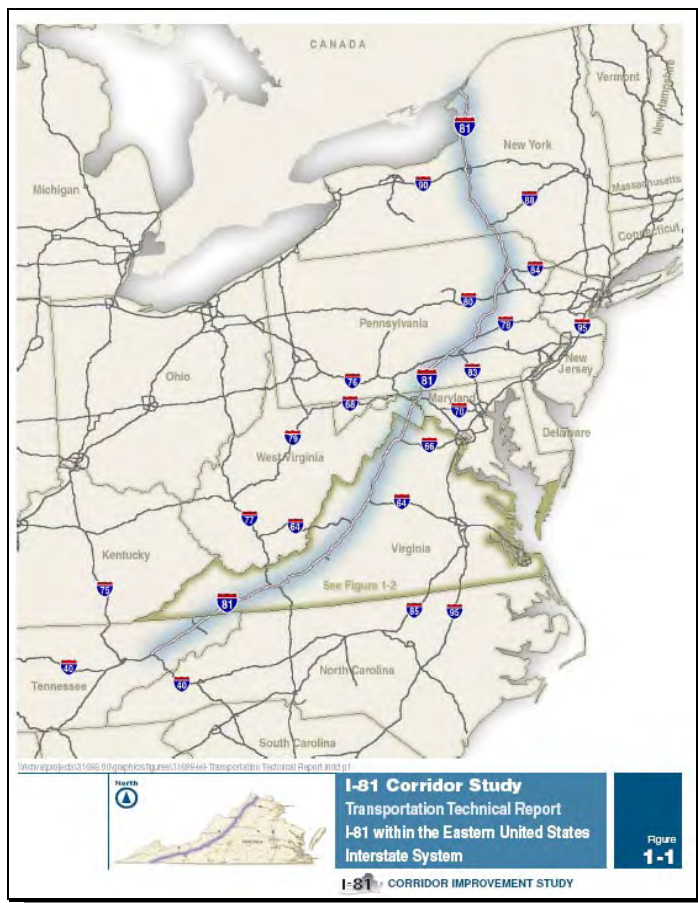 CANADA
Vermont
New Hampshire
81
New York
Michigan
90
88
Massachusetts
Connecticut
84
80
Pennsylvania
78
95
Ohio
76
81
83
New
Jersey
68
Maryland
70
Delaware
79
66
West Virginia
77
64
64
Virginia
Kentucky
See Figure 1-2
75
81
85
95
40
North Carolina
Tennessee
40
South Carolina
North
I-81 Corridor Study
Transportation Technical Report
I-81 within the Eastern United States
Interstate System
Figure
1-1
I-81 CORRIDOR IMPROVEMENT STUDY